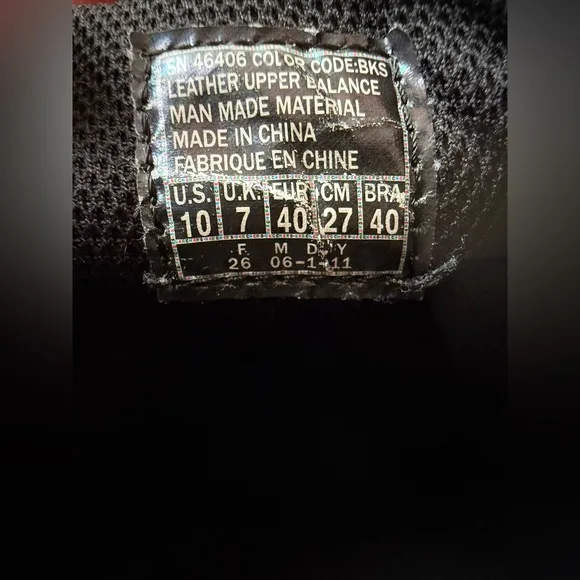 SN 46406 COLOR CODE:BKS
LEATHER UPPER BALANCE
MAN MADE MATERIAL
MADE IN CHINA
FABRIQUE EN CHINE
U.S. U.K. EUR CM BRA
10 7 40 27 40
F. M D Y
26 06-1-11